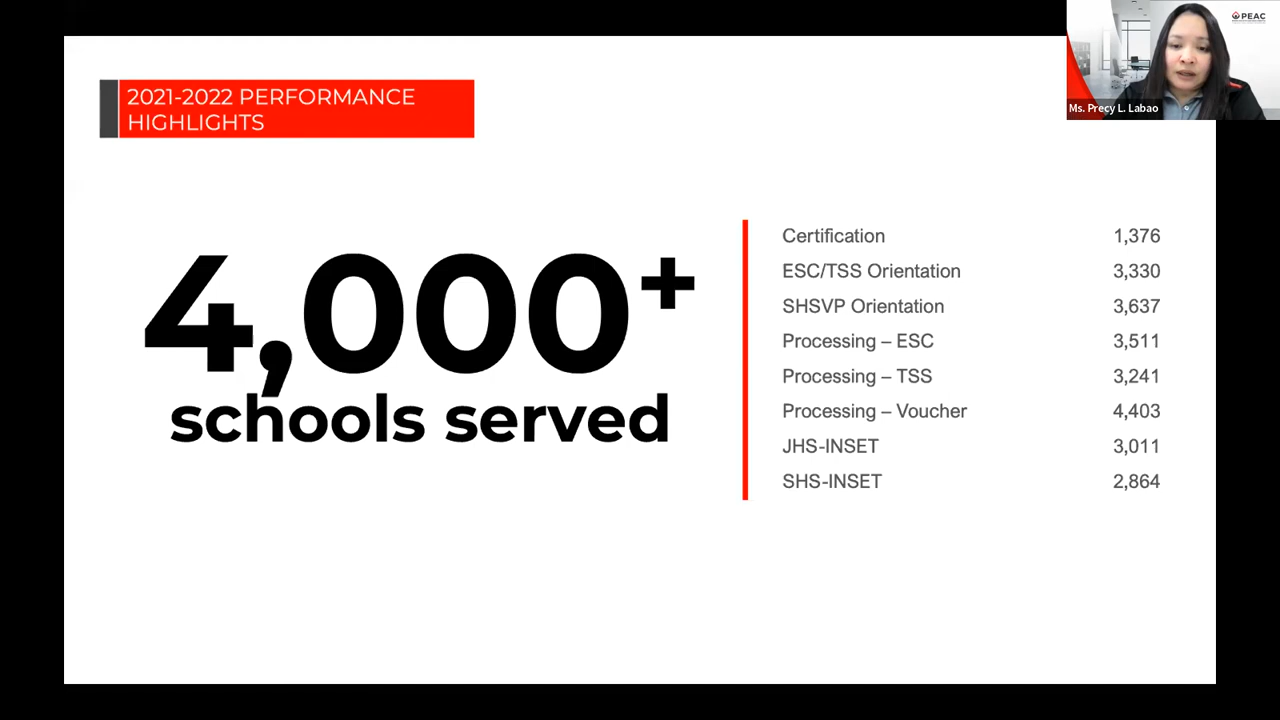 PEAC
Ms. Precy L. Labao
2021-2022 PERFORMANCE
HIGHLIGHTS
4,000+
schools served
Certification 1,376
ESC/TSS Orientation 3,330
SHSVP Orientation 3,637
Processing – ESC 3,511
Processing – TSS 3,241
Processing – Voucher 4,403
JHS-INSET 3,011
SHS-INSET 2,864